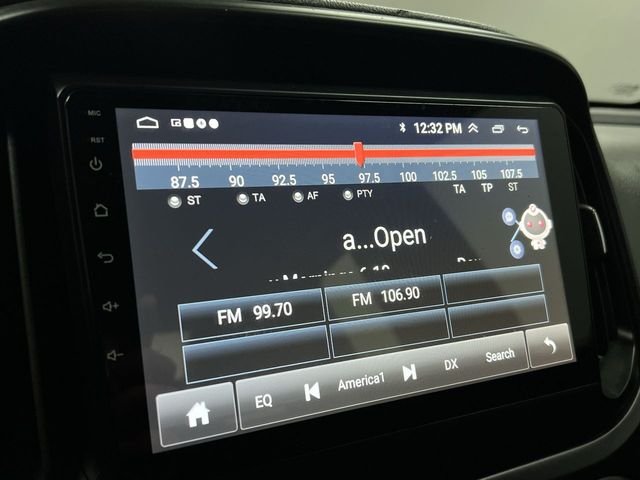 MIC
12:32 PM
RST
87.5 90 92.5 95 97.5 100 102.5 105 107.5
ST TA AF PTY TA TP ST
a...Open
FM 99.70 FM 106.90
EQ America1 DX Search